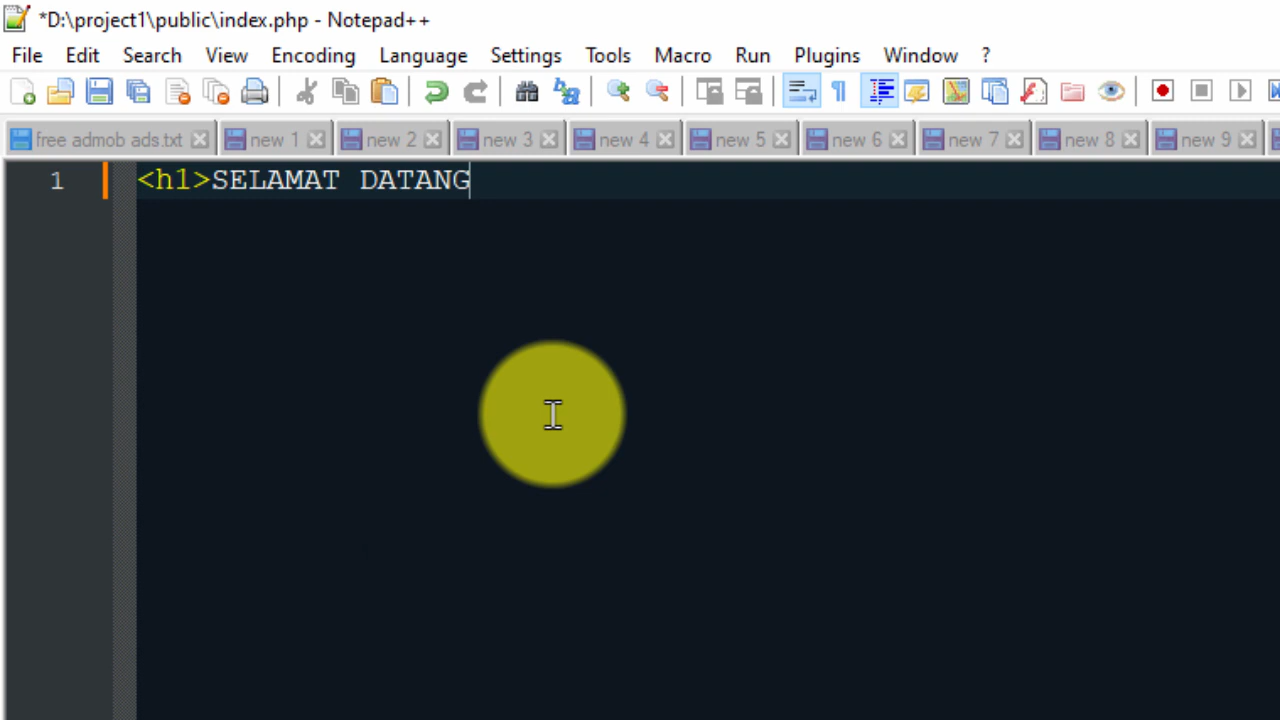 *D:\project1\public\index.php - Notepad++
File Edit Search View Encoding Language Settings Tools Macro Run Plugins Window ?
free admob ads.txt new 1 new 2 new 3 new 4 new 5 new 6 new 7 new 8 new 9
1 <h1>SELAMAT DATANG